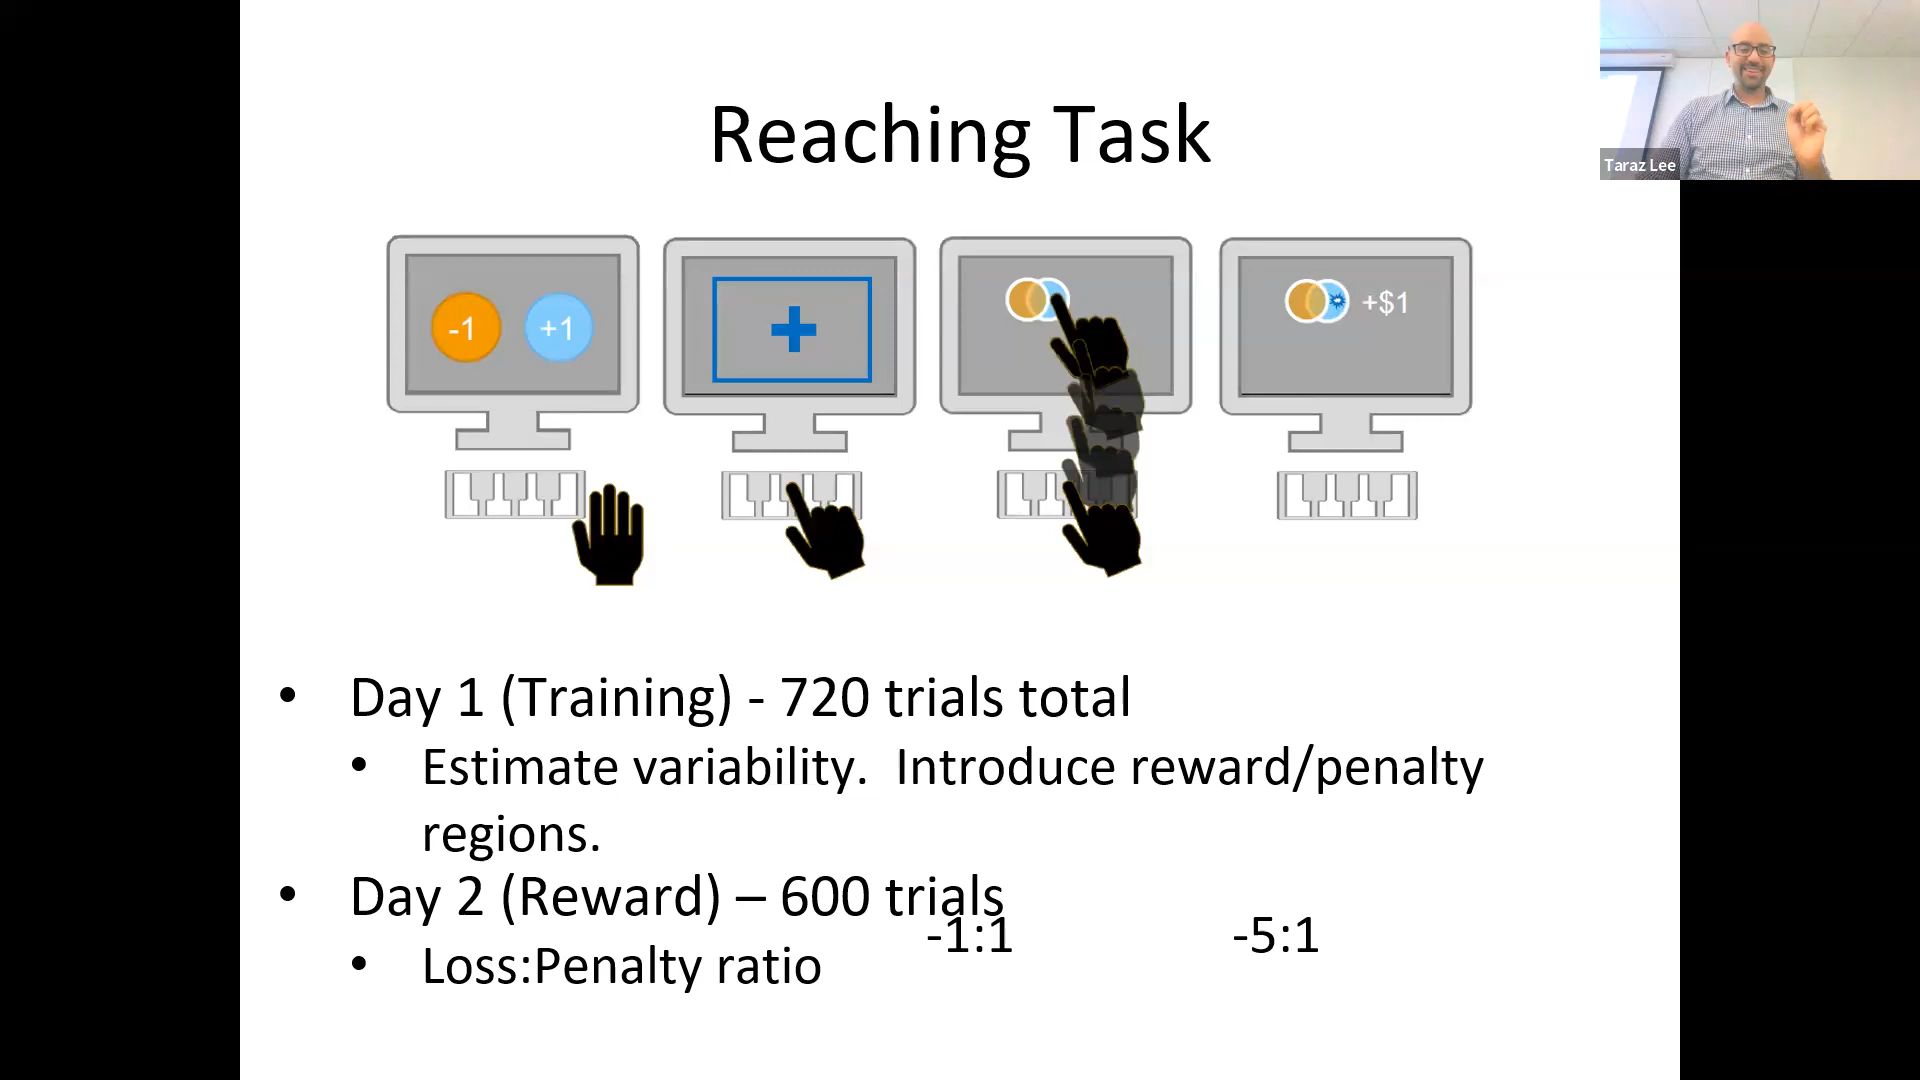 Taraz Lee
Reaching Task
-1 +1
+$1
• Day 1 (Training) - 720 trials total
• Estimate variability.  Introduce reward/penalty
regions.
• Day 2 (Reward) – 600 trials
-1:1 -5:1
• Loss:Penalty ratio